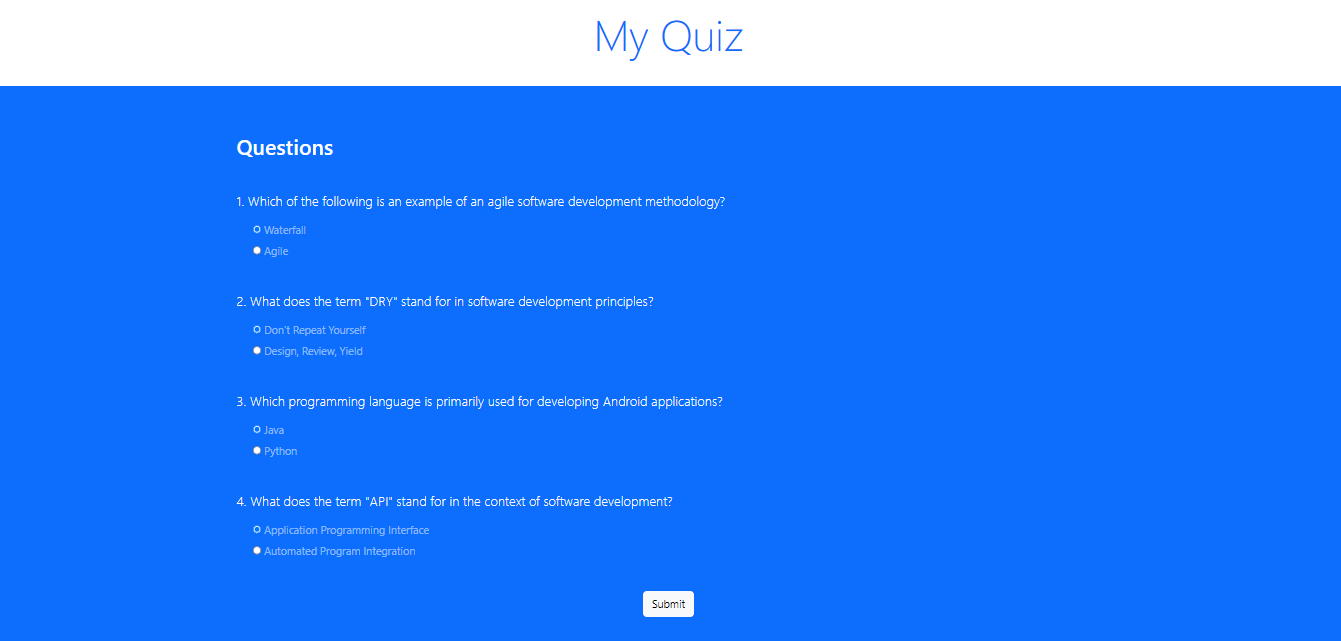 My Quiz
Questions
1. Which of the following is an example of an agile software development methodology?
Waterfall
Agile
2. What does the term "DRY" stand for in software development principles?
Don't Repeat Yourself
Design, Review, Yield
3. Which programming language is primarily used for developing Android applications?
Java
Python
4. What does the term "API" stand for in the context of software development?
Application Programming Interface
Automated Program Integration
Submit